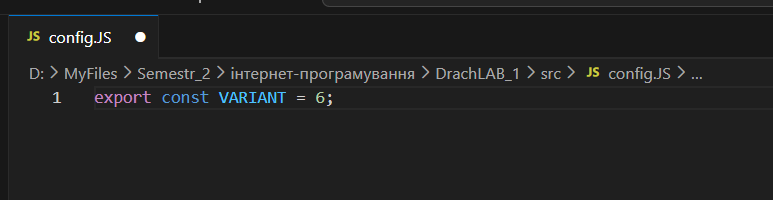 JS config.JS
D: > MyFiles > Semestr_2 > інтернет-програмування > DrachLAB_1 > src > JS config.JS > ...
1 export const VARIANT = 6;